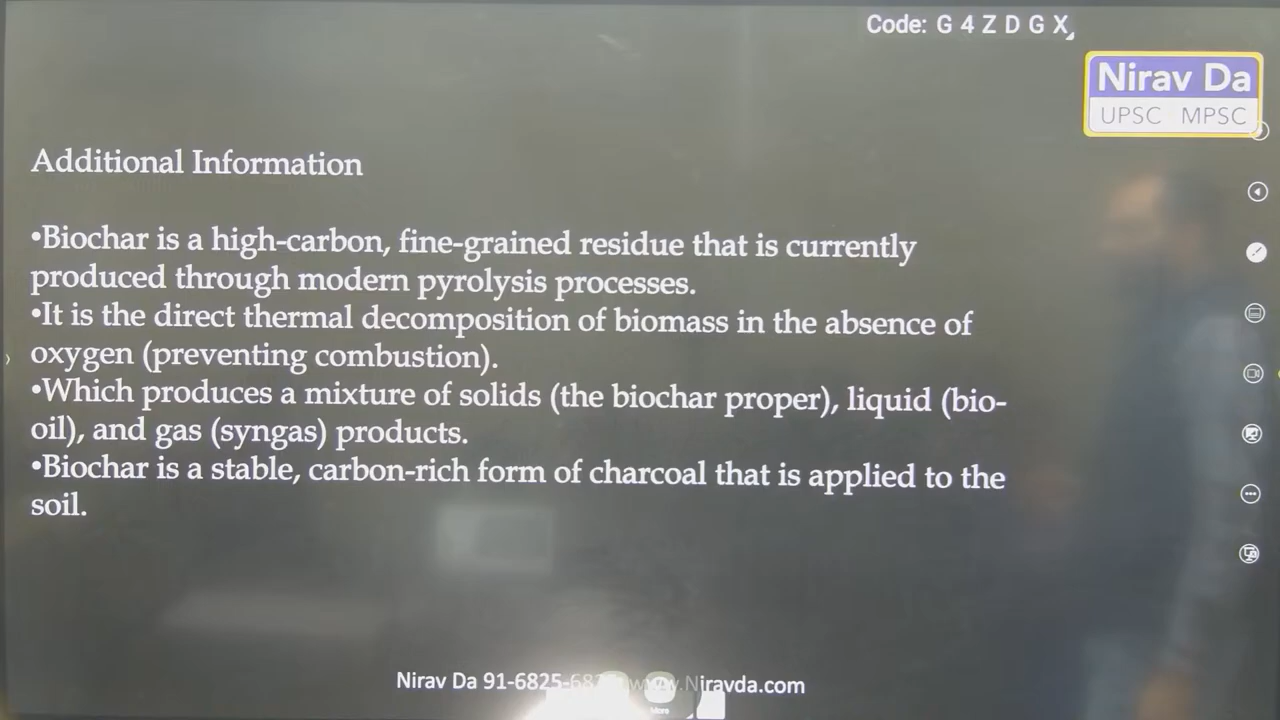 Code: G 4 Z D G X
Nirav Da
UPSC MPSC
Additional Information
•Biochar is a high-carbon, fine-grained residue that is currently
produced through modern pyrolysis processes.
•It is the direct thermal decomposition of biomass in the absence of
oxygen (preventing combustion).
•Which produces a mixture of solids (the biochar proper), liquid (bio-
oil), and gas (syngas) products.
•Biochar is a stable, carbon-rich form of charcoal that is applied to the
soil.
Nirav Da 91-6825- www.Niravda.com
More